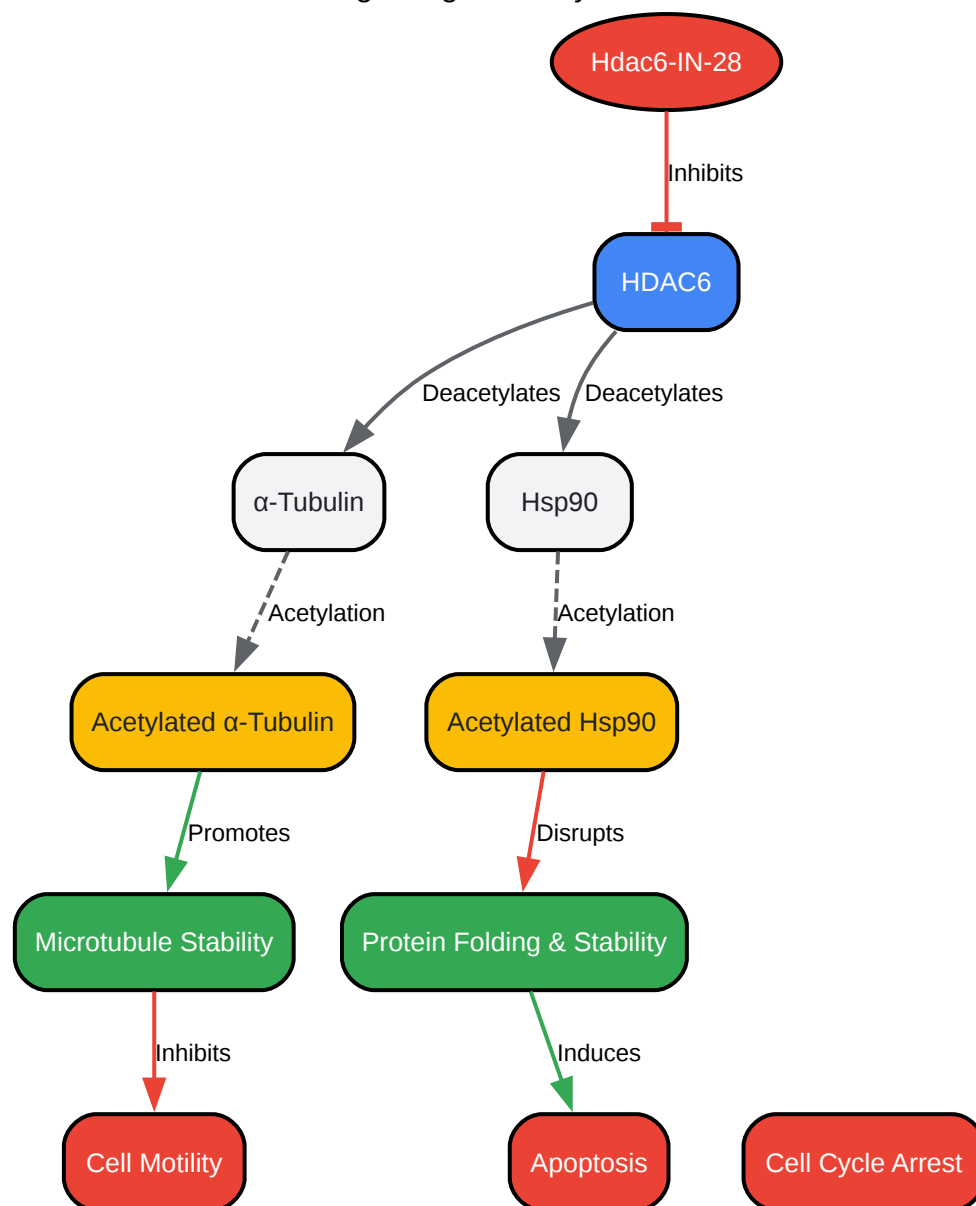 Hdac6-IN-28
Inhibits
HDAC6
Deacetylates Deacetylates
α-Tubulin Hsp90
Acetylation Acetylation
Acetylated α-Tubulin Acetylated Hsp90
Promotes Disrupts
Microtubule Stability Protein Folding & Stability
Inhibits Induces
Cell Motility Apoptosis Cell Cycle Arrest